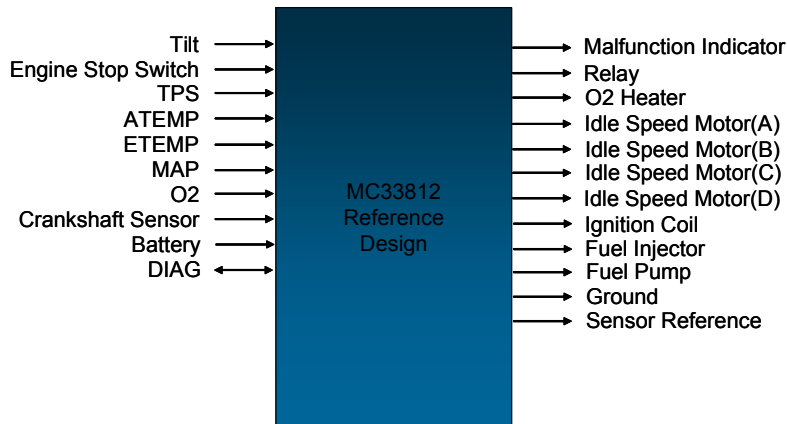 Tilt
Engine Stop Switch
TPS
ATEMP
ETEMP
MAP
O2
Crankshaft Sensor
Battery
DIAG
MC33812
Reference
Design
Malfunction Indicator
Relay
O2 Heater
Idle Speed Motor(A)
Idle Speed Motor(B)
Idle Speed Motor(C)
Idle Speed Motor(D)
Ignition Coil
Fuel Injector
Fuel Pump
Ground
Sensor Reference